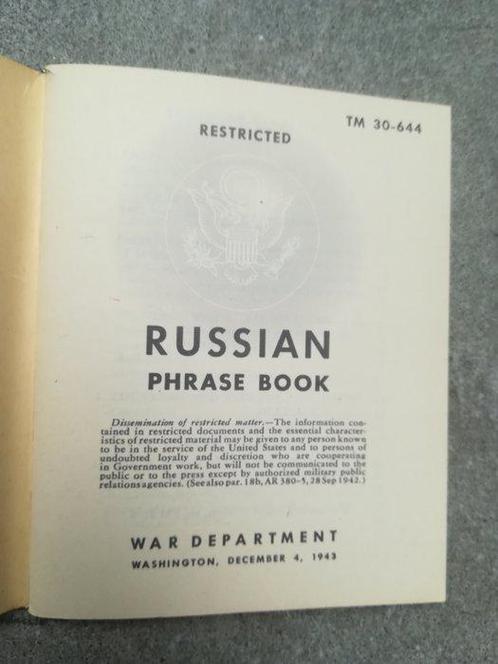 TM 30-644
RESTRICTED
RUSSIAN
PHRASE BOOK
Dissemination of restricted matter.—The information con-
tained in restricted documents and the essential character-
istics of restricted material may be given to any person known
to be in the service of the United States and to persons of
undoubted loyalty and discretion who are cooperating
in Government work, but will not be communicated to the
public or to the press except by authorized military public
relations agencies. (See also par. 18b, AR 380-5, 28 Sep 1942.)
WAR DEPARTMENT
WASHINGTON, DECEMBER 4, 1943